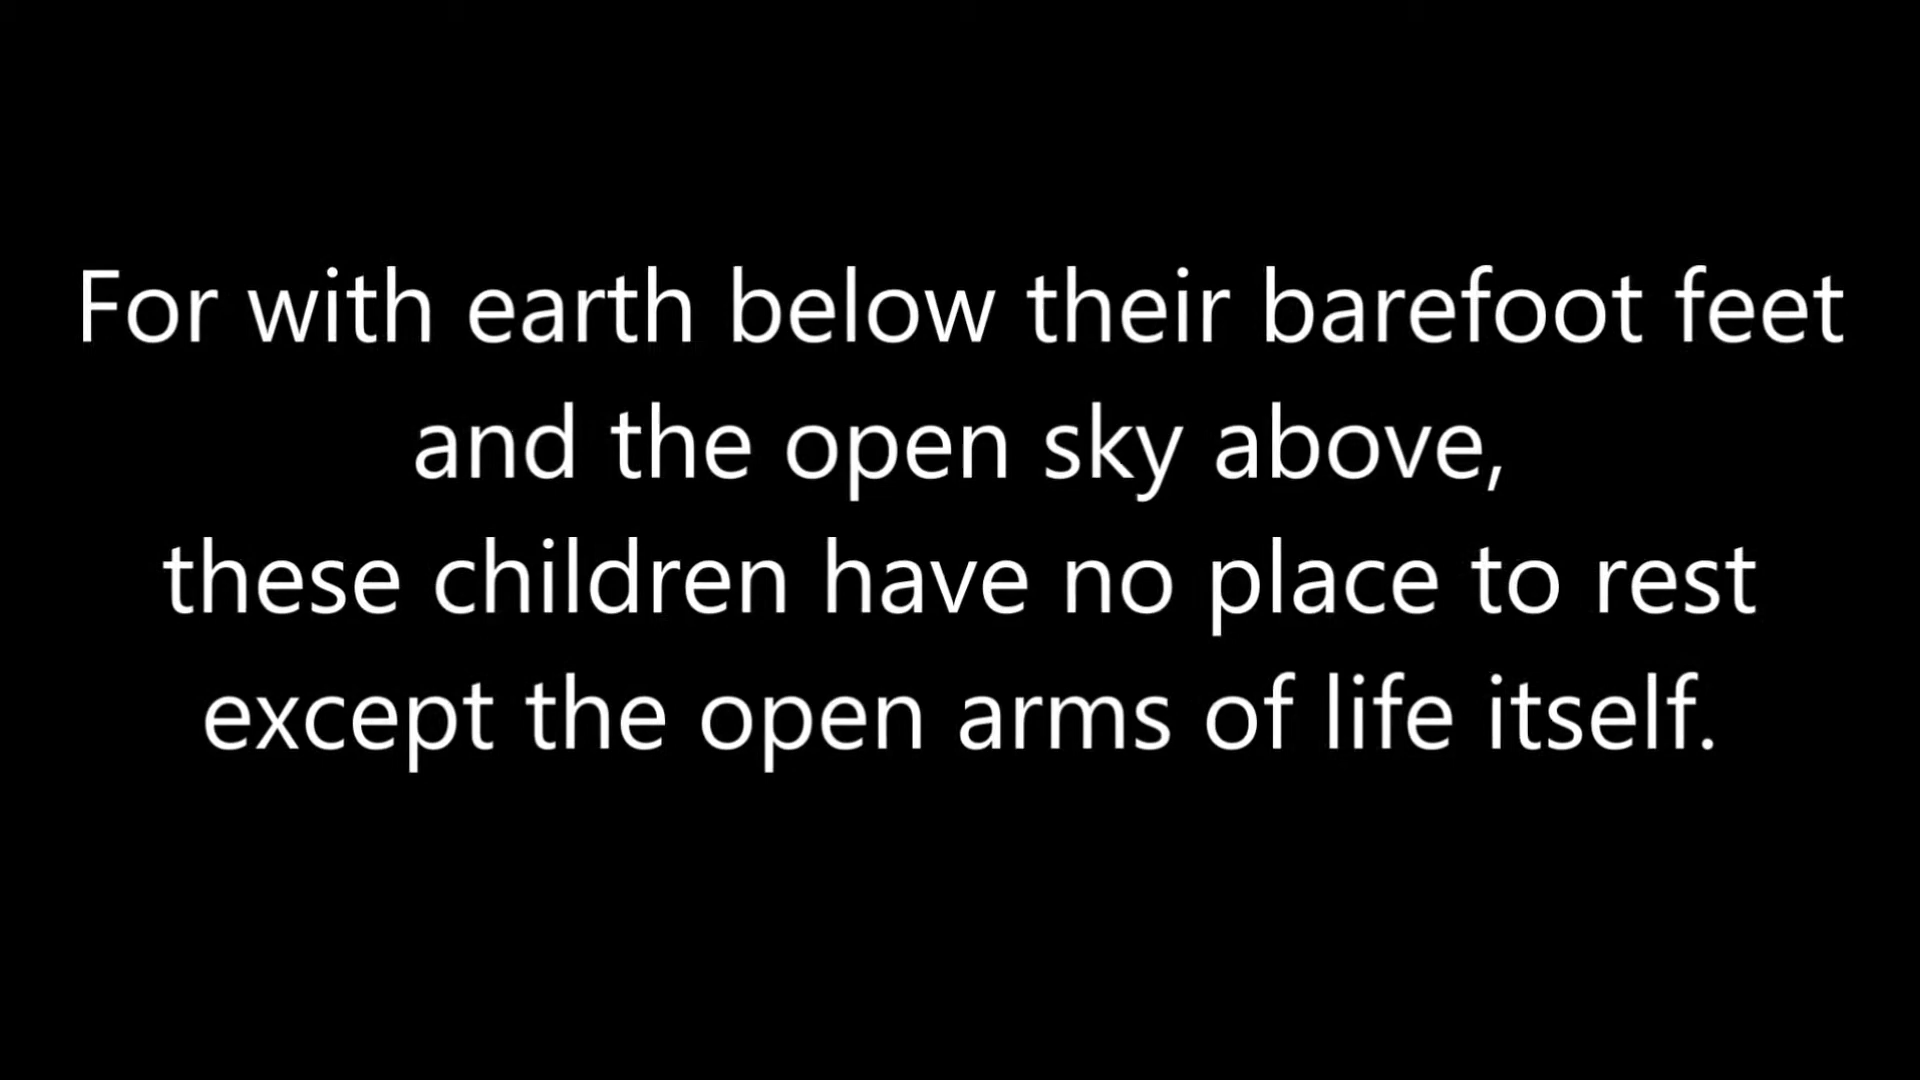 For with earth below their barefoot feet
and the open sky above,
these children have no place to rest
except the open arms of life itself.